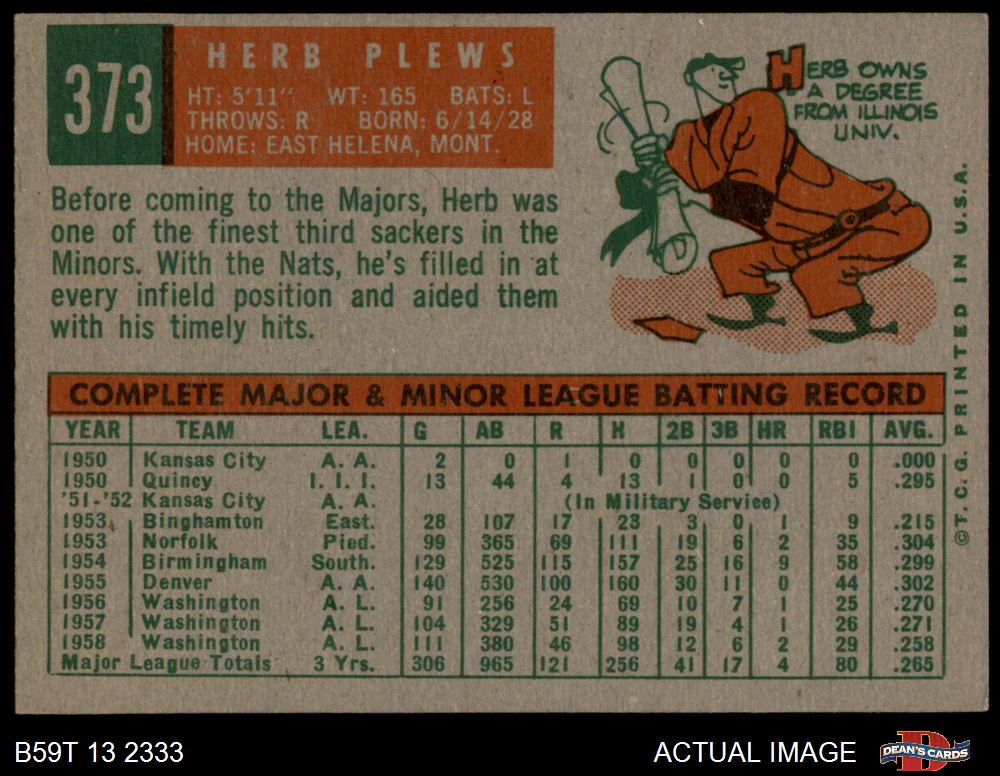 373
HERB PLEWS
HT: 5'11" WT: 165 BATS: L
THROWS: R BORN: 6/14/28
HOME: EAST HELENA, MONT.
HERB OWNS
A DEGREE
FROM ILLINOIS
UNIV.
Before coming to the Majors, Herb was
one of the finest third sackers in the
Minors. With the Nats, he's filled in at
every infield position and aided them
with his timely hits.
COMPLETE MAJOR & MINOR LEAGUE BATTING RECORD
YEAR TEAM LEA. G AB R H 2B 3B HR RBI AVG.
1950 Kansas City A. A. 2 0 1 0 0 0 0 0 .000
1950 Quincy I. I. I. 13 44 4 13 1 0 0 5 .295
'51-'52 Kansas City A. A. (In Military Service)
1953 Binghamton East. 28 107 17 23 3 0 1 9 .215
1953 Norfolk Pied. 99 365 69 111 19 6 2 35 .304
1954 Birmingham South. 129 525 115 157 25 16 9 58 .299
1955 Denver A. A. 140 530 100 160 30 11 0 44 .302
1956 Washington A. L. 91 256 24 69 10 7 1 25 .270
1957 Washington A. L. 104 329 51 89 19 4 1 26 .271
1958 Washington A. L. 111 380 46 98 12 6 2 29 .258
Major League Totals 3 Yrs. 306 965 121 256 41 17 4 80 .265
© T. C. G. PRINTED IN U.S.A.
B59T 13 2333
ACTUAL IMAGE
DEAN'S CARDS